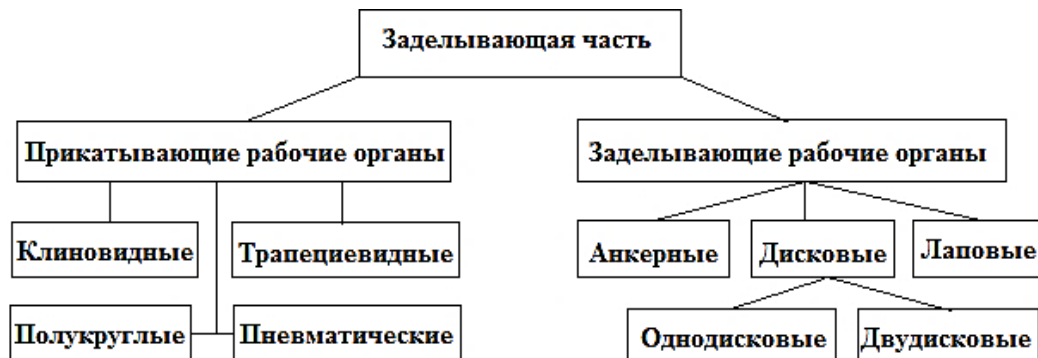 Заделывающая часть
Прикатывающие рабочие органы
Заделывающие рабочие органы
Клиновидные
Трапециевидные
Анкерные
Дисковые
Лаповые
Полукруглые
Пневматические
Однодисковые
Двудисковые